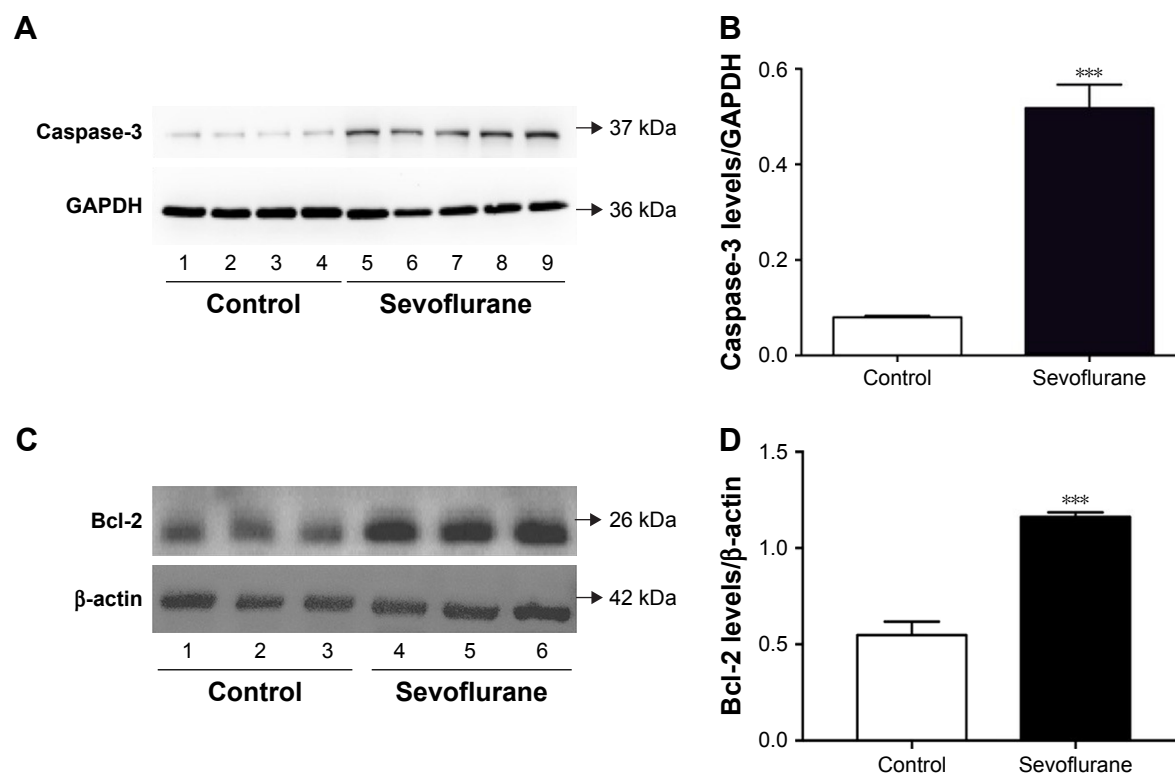 A
Caspase-3
37 kDa
GAPDH
36 kDa
1 2 3 4 5 6 7 8 9
Control Sevoflurane
B
Caspase-3 levels/GAPDH
0.6
0.4
0.2
0.0
***
Control Sevoflurane
C
Bcl-2
26 kDa
β-actin
42 kDa
1 2 3 4 5 6
Control Sevoflurane
D
Bcl-2 levels/β-actin
1.5
1.0
0.5
0.0
***
Control Sevoflurane